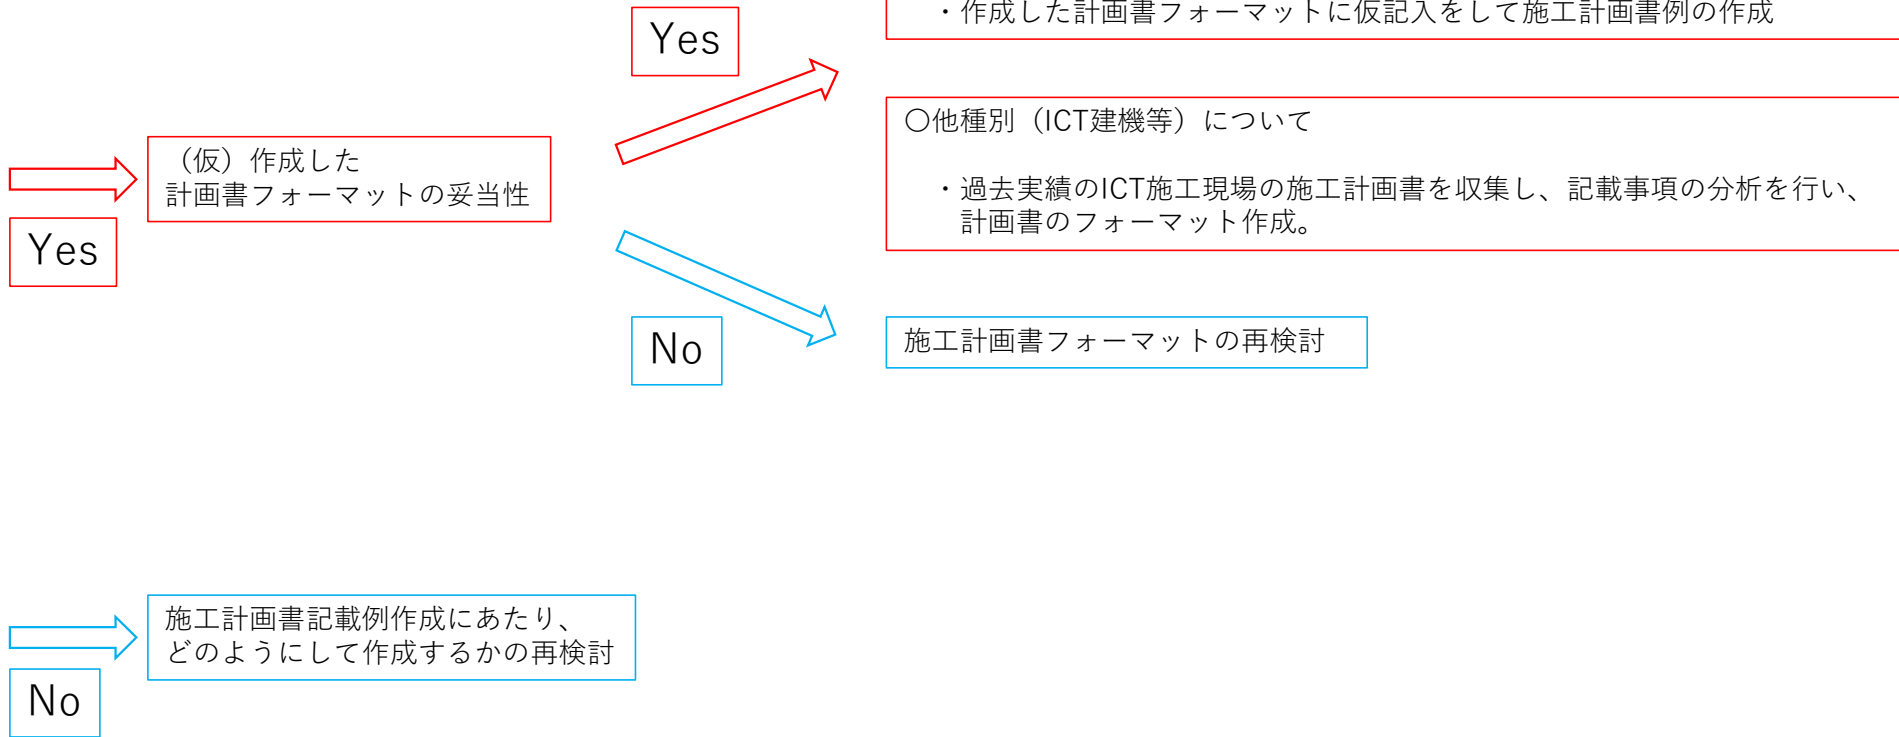 ・作成した計画書フォーマットに仮記入をして施工計画書例の作成
Yes
〇他種別（ICT建機等）について
・過去実績のICT施工現場の施工計画書を収集し、記載事項の分析を行い、
計画書のフォーマット作成。
（仮）作成した
計画書フォーマットの妥当性
Yes
No
施工計画書フォーマットの再検討
施工計画書記載例作成にあたり、
どのようにして作成するかの再検討
No